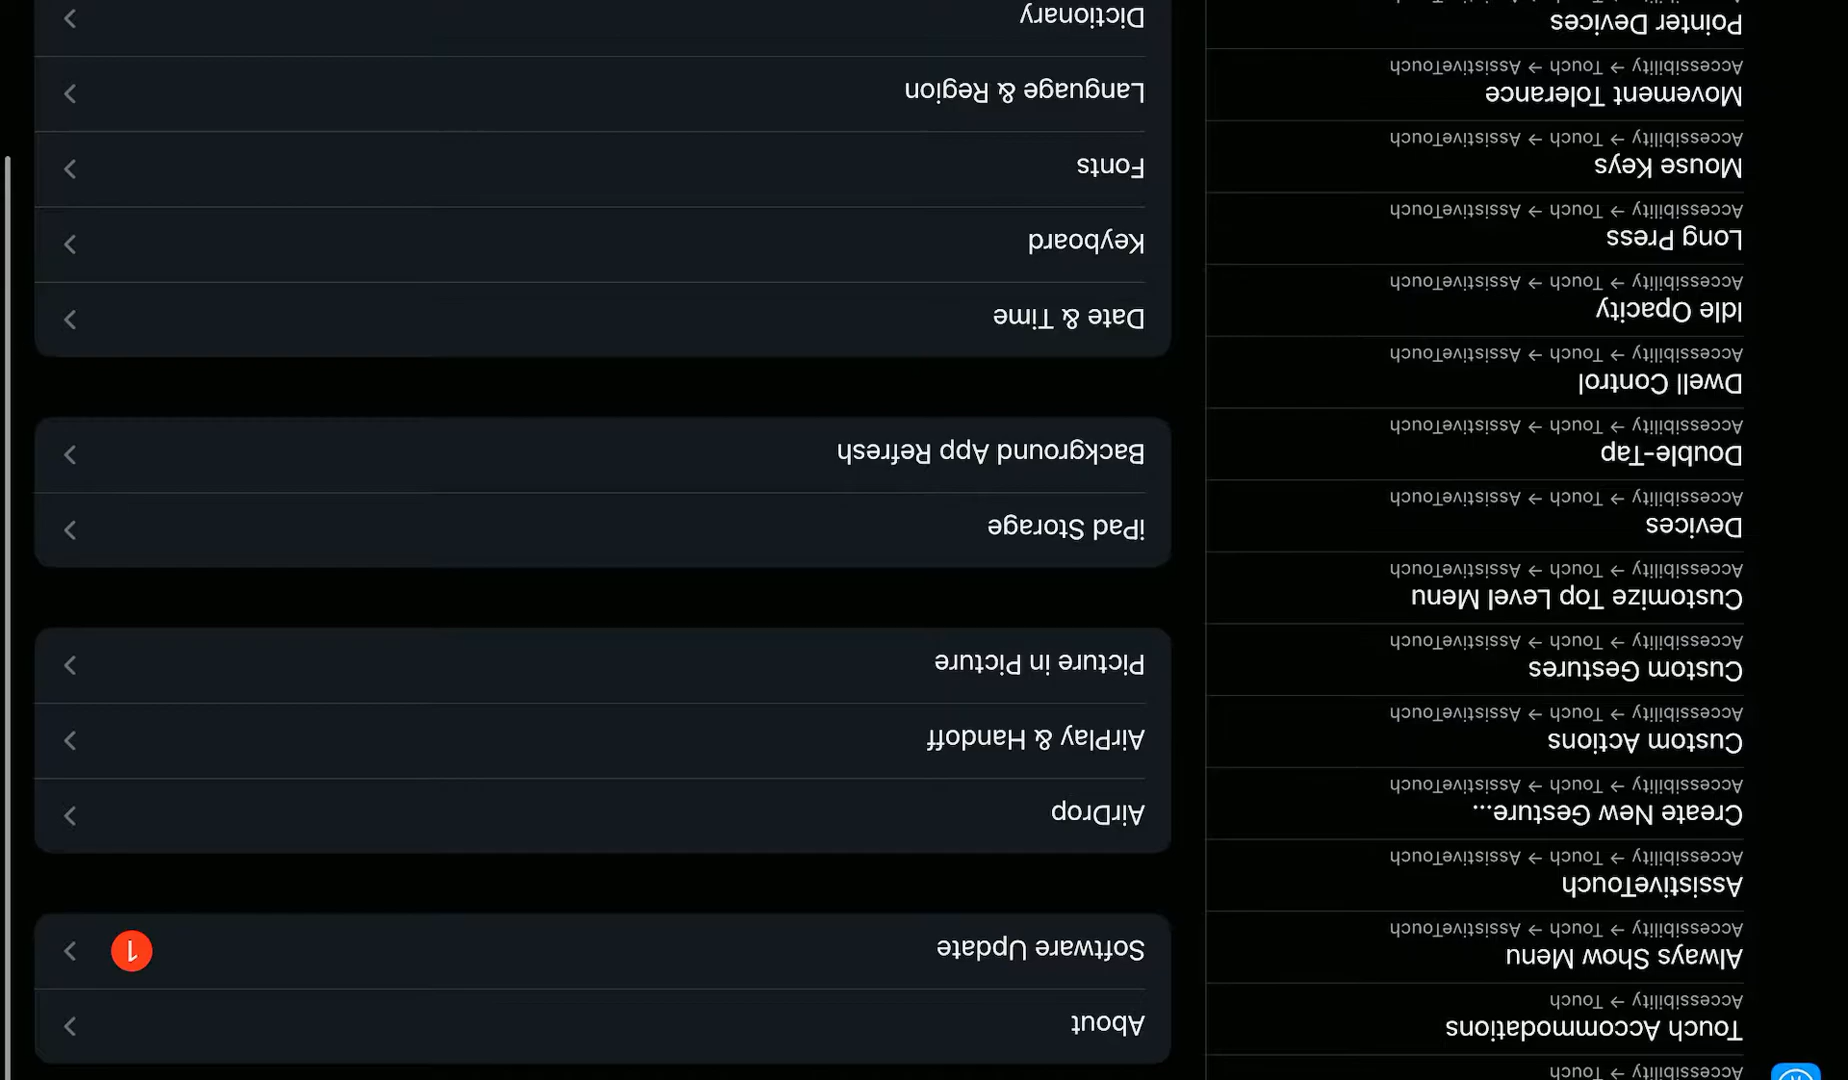 Accessibility → Touch
Touch Accommodations
Accessibility → Touch
Always Show Menu
Accessibility → Touch → AssistiveTouch
AssistiveTouch
Accessibility → Touch → AssistiveTouch
Create New Gesture...
Accessibility → Touch → AssistiveTouch
Custom Actions
Accessibility → Touch → AssistiveTouch
Custom Gestures
Accessibility → Touch → AssistiveTouch
Customize Top Level Menu
Accessibility → Touch → AssistiveTouch
Devices
Accessibility → Touch → AssistiveTouch
Double-Tap
Accessibility → Touch → AssistiveTouch
Dwell Control
Accessibility → Touch → AssistiveTouch
Idle Opacity
Accessibility → Touch → AssistiveTouch
Long Press
Accessibility → Touch → AssistiveTouch
Mouse Keys
Accessibility → Touch → AssistiveTouch
Movement Tolerance
Accessibility → Touch → AssistiveTouch
Pointer Devices
About
Software Update 1
AirDrop
AirPlay & Handoff
Picture in Picture
iPad Storage
Background App Refresh
Date & Time
Keyboard
Fonts
Language & Region
Dictionary